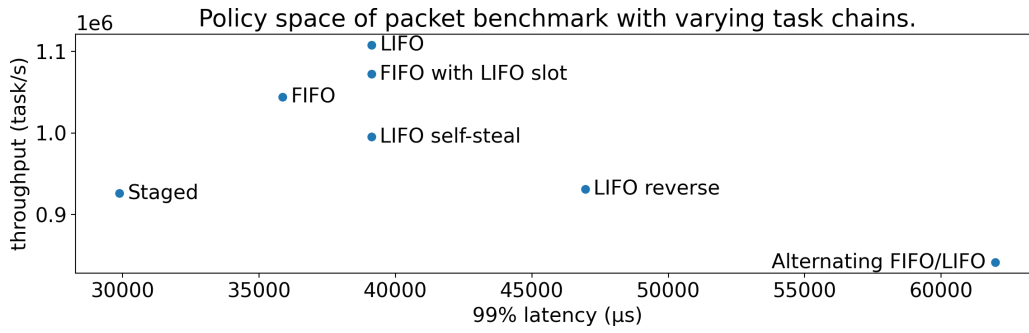 Policy space of packet benchmark with varying task chains.
1e6
1.1
1.0
0.9
throughput (task/s)
LIFO
FIFO with LIFO slot
FIFO
LIFO self-steal
Staged
LIFO reverse
Alternating FIFO/LIFO
30000 35000 40000 45000 50000 55000 60000
99% latency (μs)